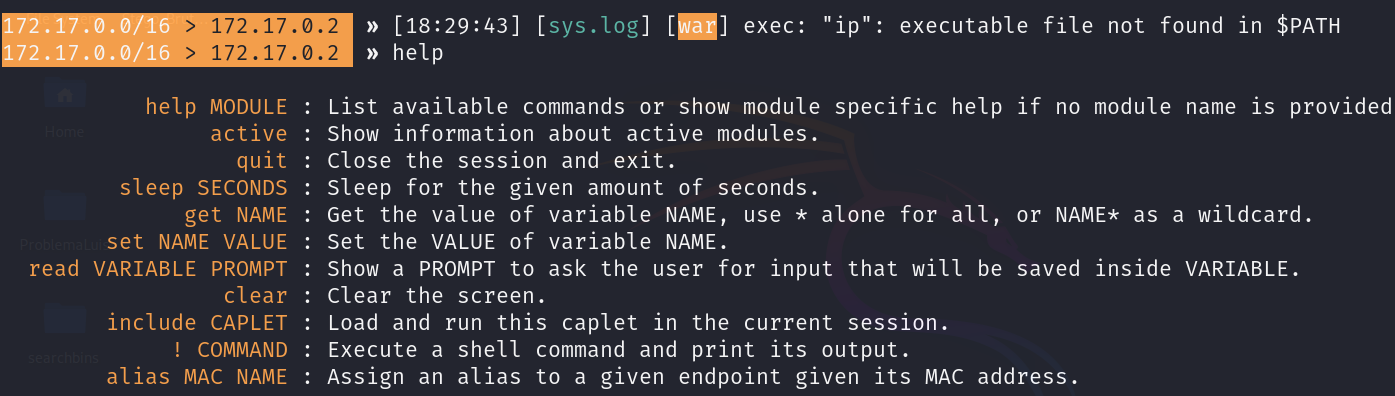 172.17.0.0/16 > 172.17.0.2 » [18:29:43] [sys.log] [war] exec: "ip": executable file not found in $PATH
172.17.0.0/16 > 172.17.0.2 » help
help MODULE : List available commands or show module specific help if no module name is provided
active : Show information about active modules.
quit : Close the session and exit.
sleep SECONDS : Sleep for the given amount of seconds.
get NAME : Get the value of variable NAME, use * alone for all, or NAME* as a wildcard.
set NAME VALUE : Set the VALUE of variable NAME.
read VARIABLE PROMPT : Show a PROMPT to ask the user for input that will be saved inside VARIABLE.
clear : Clear the screen.
include CAPLET : Load and run this caplet in the current session.
! COMMAND : Execute a shell command and print its output.
alias MAC NAME : Assign an alias to a given endpoint given its MAC address.
Home
searchbins